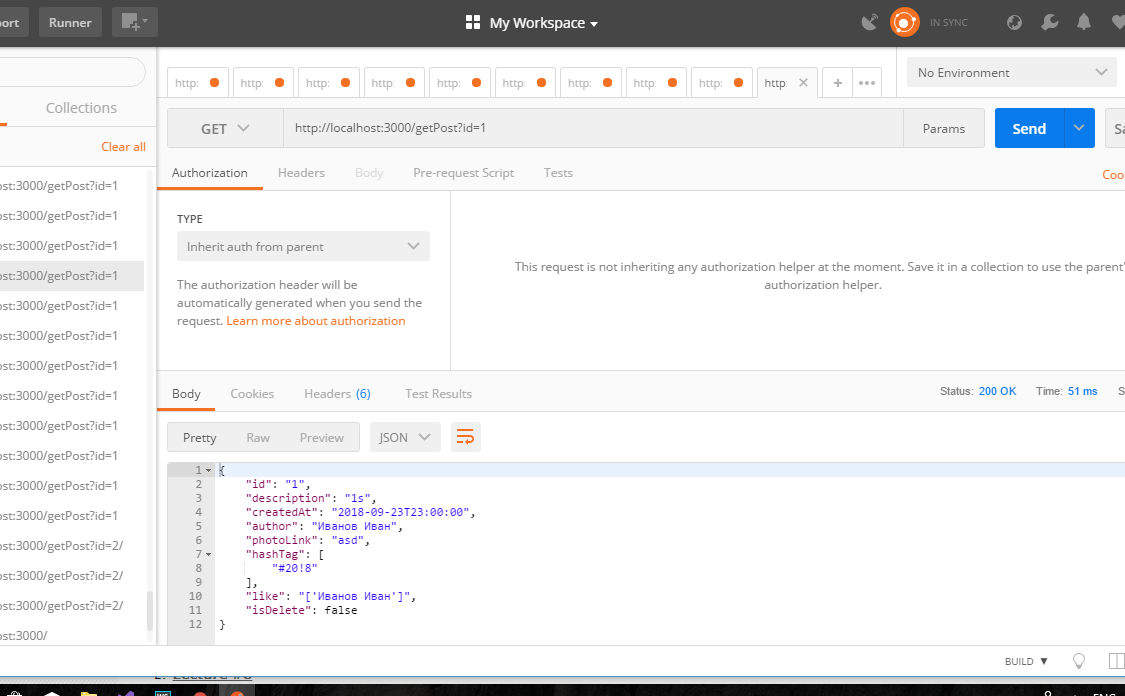 Runner
My Workspace
IN SYNC
http: http: http: http: http: http: http: http: http: http:
No Environment
Collections
GET http://localhost:3000/getPost?id=1 Params Send
Clear all
Authorization Headers Body Pre-request Script Tests
ost:3000/getPost?id=1
ost:3000/getPost?id=1
ost:3000/getPost?id=1
ost:3000/getPost?id=1
ost:3000/getPost?id=1
ost:3000/getPost?id=1
ost:3000/getPost?id=1
ost:3000/getPost?id=1
ost:3000/getPost?id=1
ost:3000/getPost?id=1
ost:3000/getPost?id=1
ost:3000/getPost?id=1
ost:3000/getPost?id=2/
ost:3000/getPost?id=2/
ost:3000/getPost?id=2/
ost:3000/
TYPE
Inherit auth from parent
The authorization header will be
automatically generated when you send the
request. Learn more about authorization
This request is not inheriting any authorization helper at the moment. Save it in a collection to use the parent'
authorization helper.
Body Cookies Headers (6) Test Results
Status: 200 OK Time: 51 ms
Pretty Raw Preview JSON
1 {
2 "id": "1",
3 "description": "1s",
4 "createdAt": "2018-09-23T23:00:00",
5 "author": "Иванов Иван",
6 "photoLink": "asd",
7 "hashTag": [
8 "#20!8"
9 ],
10 "like": "['Иванов Иван']",
11 "isDelete": false
12 }
BUILD